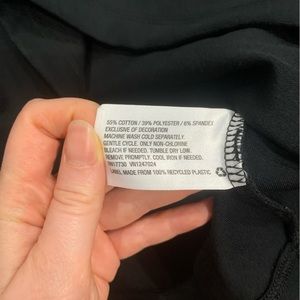 55% COTTON / 39% POLYESTER / 6% SPANDEX
EXCLUSIVE OF DECORATION
MACHINE WASH COLD SEPARATELY.
GENTLE CYCLE. ONLY NON-CHLORINE
BLEACH IF NEEDED. TUMBLE DRY LOW.
REMOVE PROMPTLY. COOL IRON IF NEEDED.
VN1247024
LABEL MADE FROM 100% RECYCLED PLASTIC